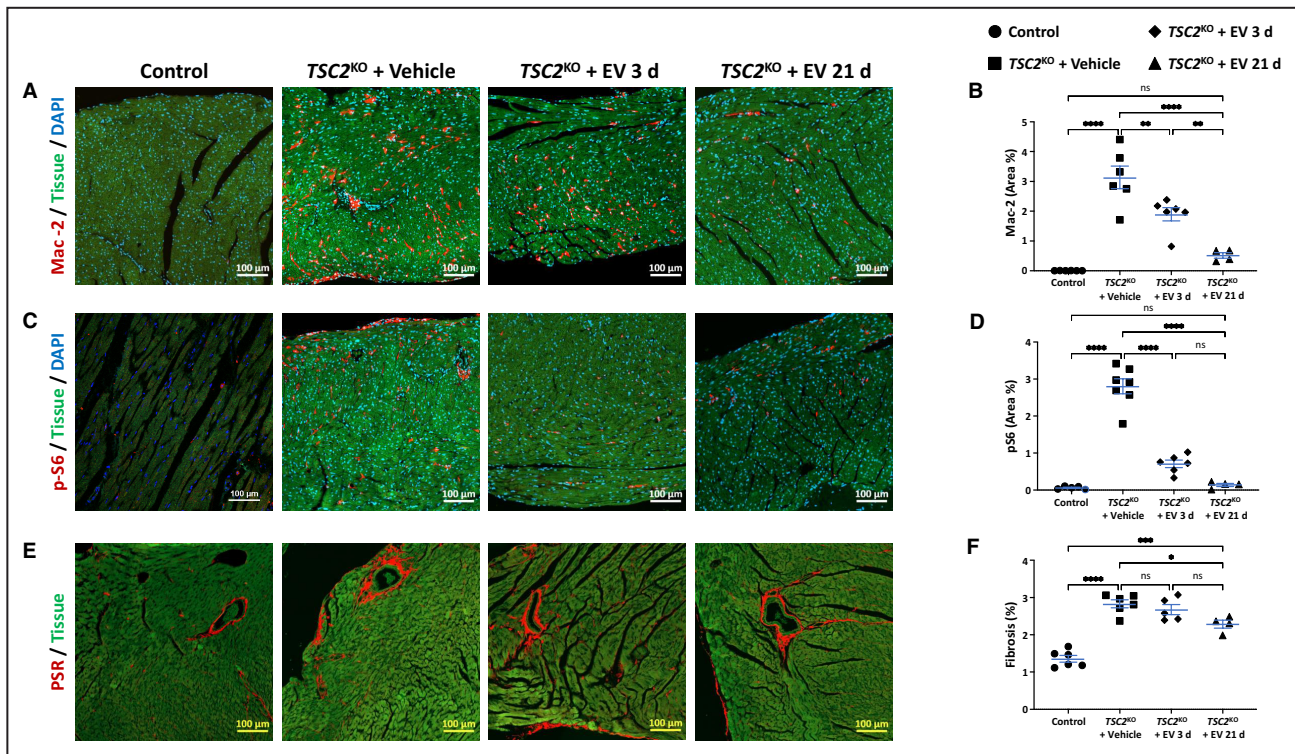 ● Control
◆ TSC2KO + EV 3 d
■ TSC2KO + Vehicle
▲ TSC2KO + EV 21 d
Control
TSC2KO + Vehicle
TSC2KO + EV 3 d
TSC2KO + EV 21 d
A
Mac-2 / Tissue / DAPI
100 µm
100 µm
100 µm
100 µm
B
ns
****
**** ** **
Mac-2 (Area %)
5
4
3
2
1
0
Control
TSC2KO
+ Vehicle
TSC2KO
+ EV 3 d
TSC2KO
+ EV 21 d
C
p-S6 / Tissue / DAPI
100 µm
100 µm
100 µm
100 µm
D
ns
****
**** **** ns
pS6 (Area %)
4
3
2
1
0
Control
TSC2KO
+ Vehicle
TSC2KO
+ EV 3 d
TSC2KO
+ EV 21 d
E
PSR / Tissue
100 µm
100 µm
100 µm
100 µm
F
***
*
**** ns ns
Fibrosis (%)
4
3
2
1
0
Control
TSC2KO
+ Vehicle
TSC2KO
+ EV 3 d
TSC2KO
+ EV 21 d